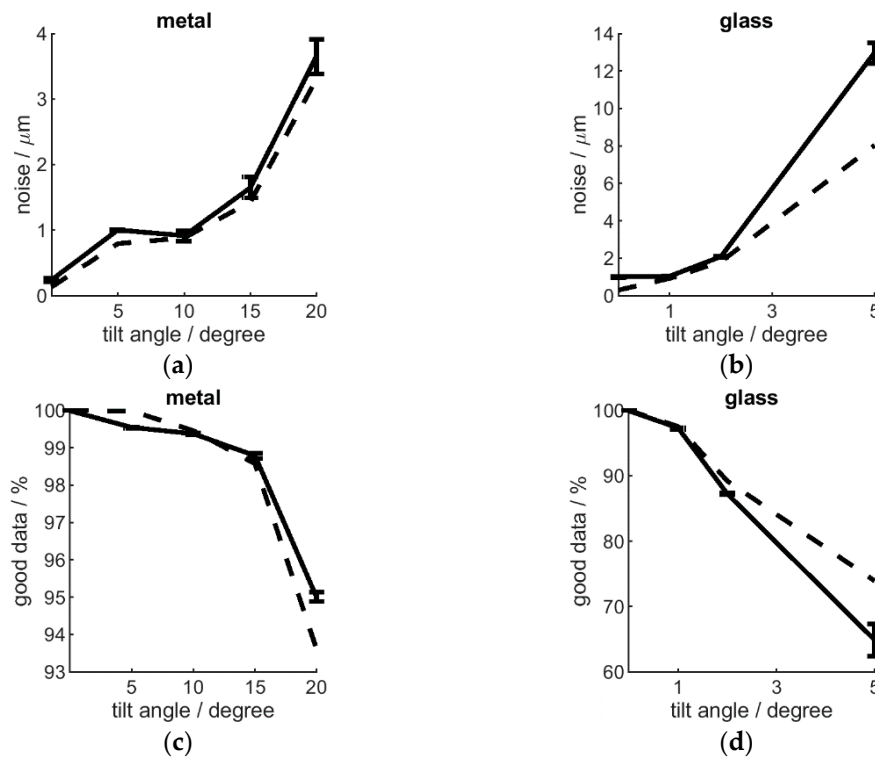 metal
4
3
2
1
0
noise / μm
5 10 15 20
tilt angle / degree
(a)
glass
14
12
10
8
6
4
2
0
noise / μm
1 3 5
tilt angle / degree
(b)
metal
100
99
98
97
96
95
94
93
good data / %
5 10 15 20
tilt angle / degree
(c)
glass
100
90
80
70
60
good data / %
1 3 5
tilt angle / degree
(d)